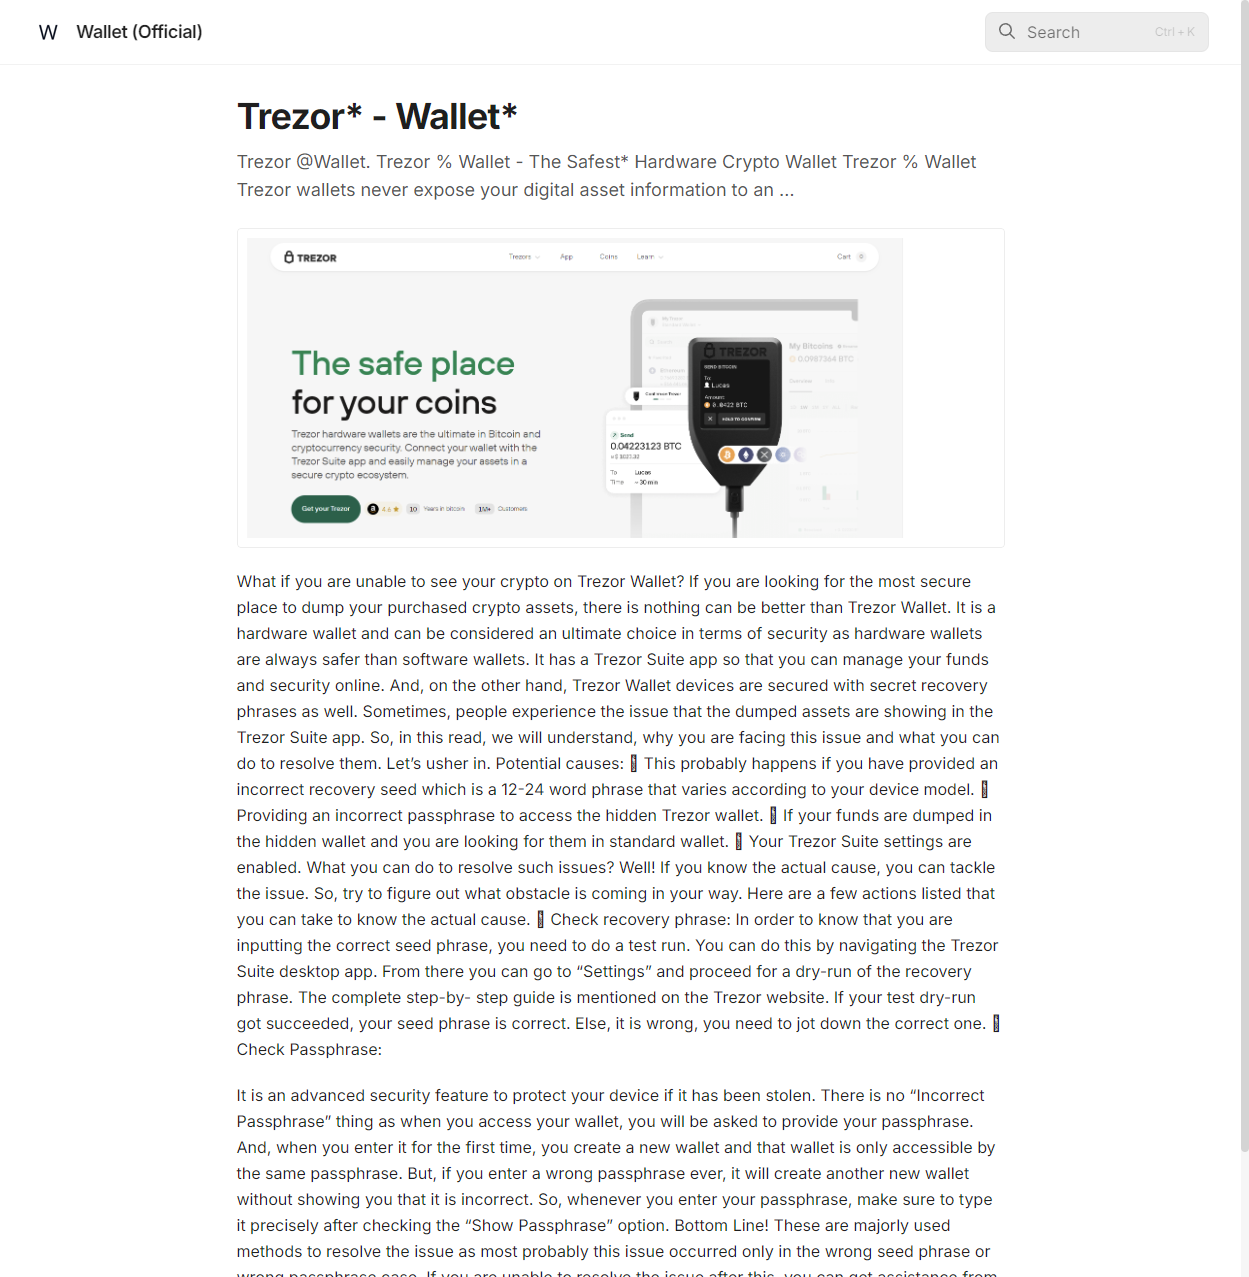 W Wallet (Official)
Search Ctrl + K
Trezor* - Wallet*
Trezor @Wallet. Trezor % Wallet - The Safest* Hardware Crypto Wallet Trezor % Wallet
Trezor wallets never expose your digital asset information to an ...
TREZOR Trezors App Coins Learn Cart 0
The safe place
for your coins
Trezor hardware wallets are the ultimate in Bitcoin and
cryptocurrency security. Connect your wallet with the
Trezor Suite app and easily manage your assets in a
secure crypto ecosystem.
Get your Trezor 4.6 10 Years in bitcoin 1M+ Customers
TREZOR
SEND BITCOIN
To:
Lucas
Amount:
0.0422 BTC
HOLD TO CONFIRM
My Bitcoins
0.0987364 BTC
Send
0.04223123 BTC
To Lucas
Time ~30 min
What if you are unable to see your crypto on Trezor Wallet? If you are looking for the most secure
place to dump your purchased crypto assets, there is nothing can be better than Trezor Wallet. It is a
hardware wallet and can be considered an ultimate choice in terms of security as hardware wallets
are always safer than software wallets. It has a Trezor Suite app so that you can manage your funds
and security online. And, on the other hand, Trezor Wallet devices are secured with secret recovery
phrases as well. Sometimes, people experience the issue that the dumped assets are showing in the
Trezor Suite app. So, in this read, we will understand, why you are facing this issue and what you can
do to resolve them. Let’s usher in. Potential causes: This probably happens if you have provided an
incorrect recovery seed which is a 12-24 word phrase that varies according to your device model.
Providing an incorrect passphrase to access the hidden Trezor wallet. If your funds are dumped in
the hidden wallet and you are looking for them in standard wallet. Your Trezor Suite settings are
enabled. What you can do to resolve such issues? Well! If you know the actual cause, you can tackle
the issue. So, try to figure out what obstacle is coming in your way. Here are a few actions listed that
you can take to know the actual cause. Check recovery phrase: In order to know that you are
inputting the correct seed phrase, you need to do a test run. You can do this by navigating the Trezor
Suite desktop app. From there you can go to “Settings” and proceed for a dry-run of the recovery
phrase. The complete step-by- step guide is mentioned on the Trezor website. If your test dry-run
got succeeded, your seed phrase is correct. Else, it is wrong, you need to jot down the correct one.
Check Passphrase:
It is an advanced security feature to protect your device if it has been stolen. There is no “Incorrect
Passphrase” thing as when you access your wallet, you will be asked to provide your passphrase.
And, when you enter it for the first time, you create a new wallet and that wallet is only accessible by
the same passphrase. But, if you enter a wrong passphrase ever, it will create another new wallet
without showing you that it is incorrect. So, whenever you enter your passphrase, make sure to type
it precisely after checking the “Show Passphrase” option. Bottom Line! These are majorly used
methods to resolve the issue as most probably this issue occurred only in the wrong seed phrase or
wrong passphrase case. If you are unable to resolve the issue after this, you can get assistance from